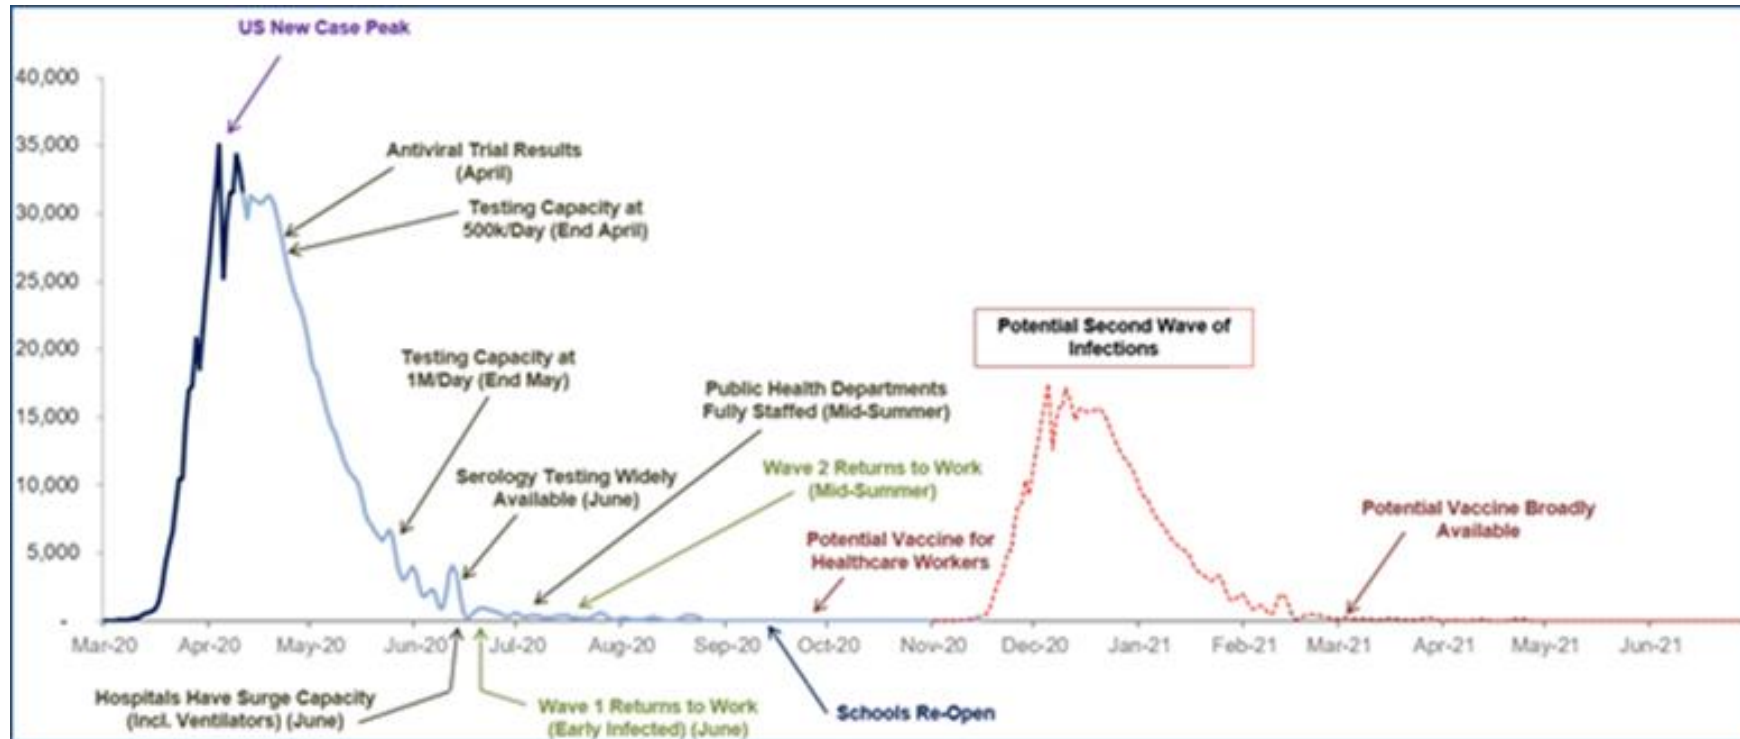 US New Case Peak
40,000
35,000
30,000
25,000
20,000
15,000
10,000
5,000
-
Antiviral Trial Results
(April)
Testing Capacity at
500k/Day (End April)
Testing Capacity at
1M/Day (End May)
Serology Testing Widely
Available (June)
Public Health Departments
Fully Staffed (Mid-Summer)
Wave 2 Returns to Work
(Mid-Summer)
Potential Vaccine for
Healthcare Workers
Potential Second Wave of
Infections
Potential Vaccine Broadly
Available
Mar-20 Apr-20 May-20 Jun-20 Jul-20 Aug-20 Sep-20 Oct-20 Nov-20 Dec-20 Jan-21 Feb-21 Mar-21 Apr-21 May-21 Jun-21
Hospitals Have Surge Capacity
(Incl. Ventilators) (June)
Wave 1 Returns to Work
(Early Infected) (June)
Schools Re-Open